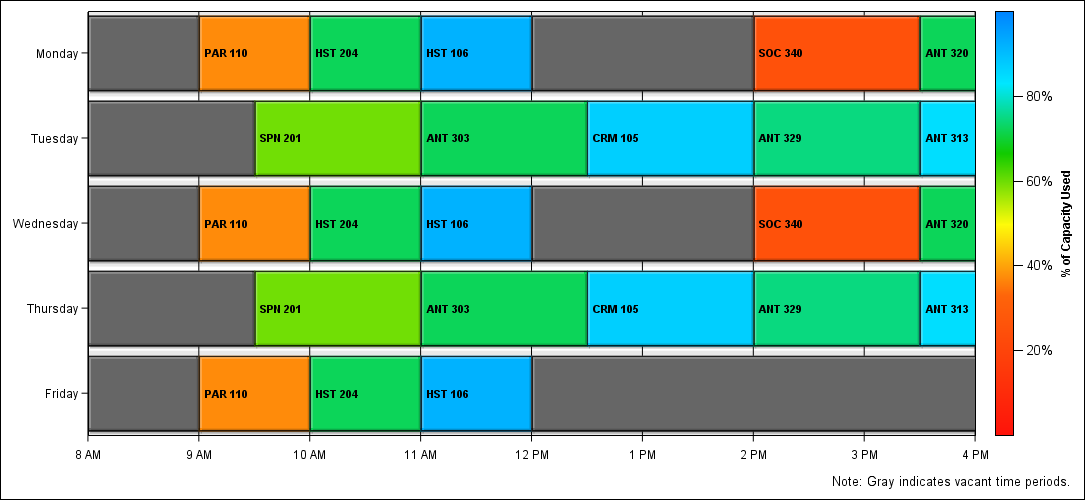 Monday PAR 110 HST 204 HST 106 SOC 340 ANT 320
80%
Tuesday SPN 201 ANT 303 CRM 105 ANT 329 ANT 313
60%
% of Capacity Used
Wednesday PAR 110 HST 204 HST 106 SOC 340 ANT 320
40%
Thursday SPN 201 ANT 303 CRM 105 ANT 329 ANT 313
20%
Friday PAR 110 HST 204 HST 106
8 AM 9 AM 10 AM 11 AM 12 PM 1 PM 2 PM 3 PM 4 PM
Note: Gray indicates vacant time periods.